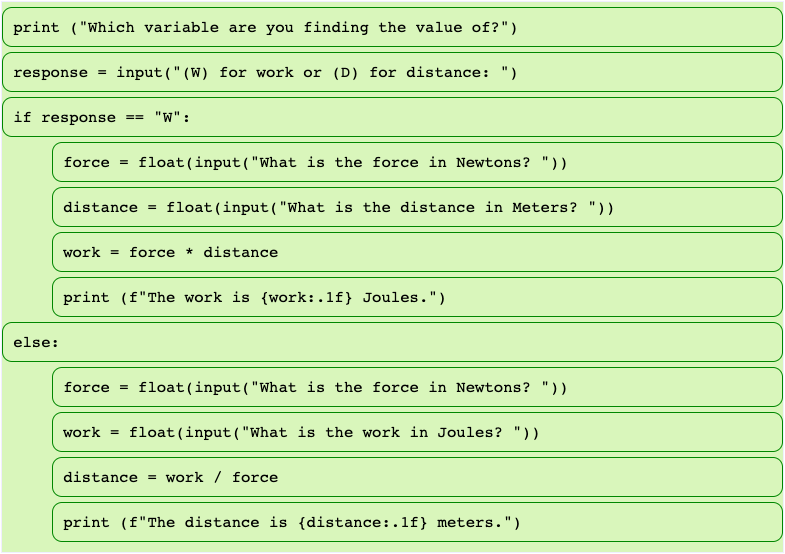 print ("Which variable are you finding the value of?")
response = input("(W) for work or (D) for distance: ")
if response == "W":
force = float(input("What is the force in Newtons? "))
distance = float(input("What is the distance in Meters? "))
work = force * distance
print (f"The work is {work:.1f} Joules.")
else:
force = float(input("What is the force in Newtons? "))
work = float(input("What is the work in Joules? "))
distance = work / force
print (f"The distance is {distance:.1f} meters.")